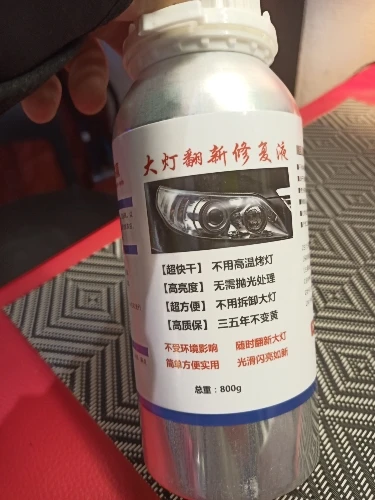 大灯翻新修复液
【超快干】 不用高温烤灯
【高亮度】 无需抛光处理
【超方便】 不用拆卸大灯
【高质保】 三五年不变黄
不受环境影响 随时翻新大灯
简单方便实用 光滑闪亮如新
总重：800g